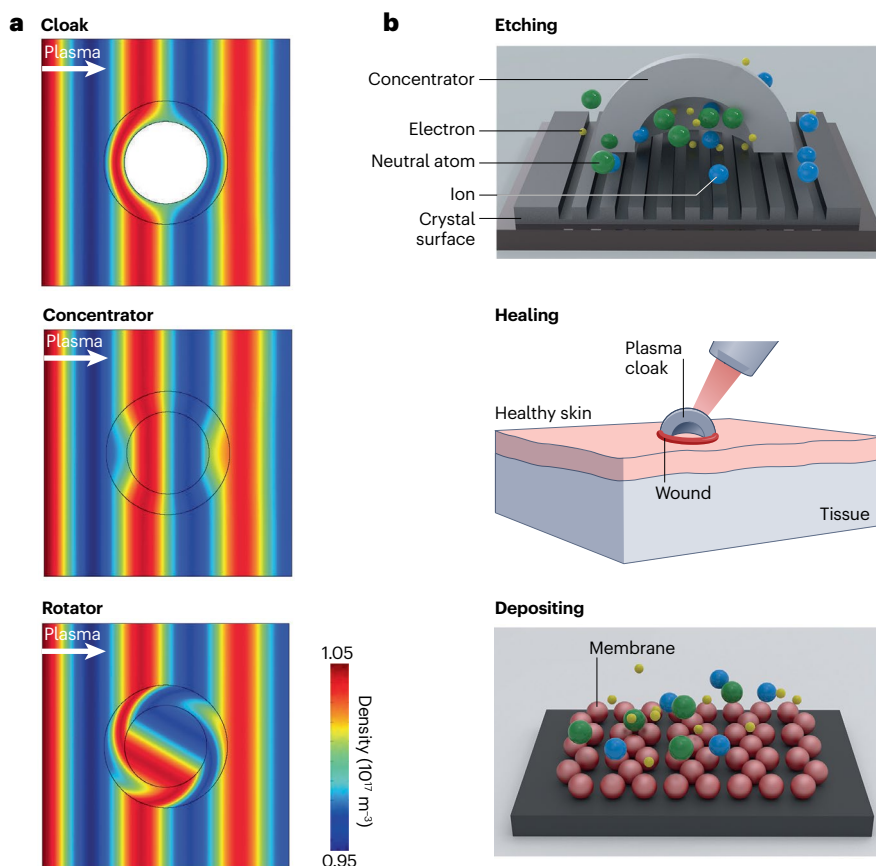 a
Cloak
Plasma
Concentrator
Plasma
Rotator
Plasma
1.05
Density (10¹⁷ m⁻³)
0.95
b
Etching
Concentrator
Electron
Neutral atom
Ion
Crystal
surface
Healing
Plasma
cloak
Healthy skin
Wound
Tissue
Depositing
Membrane